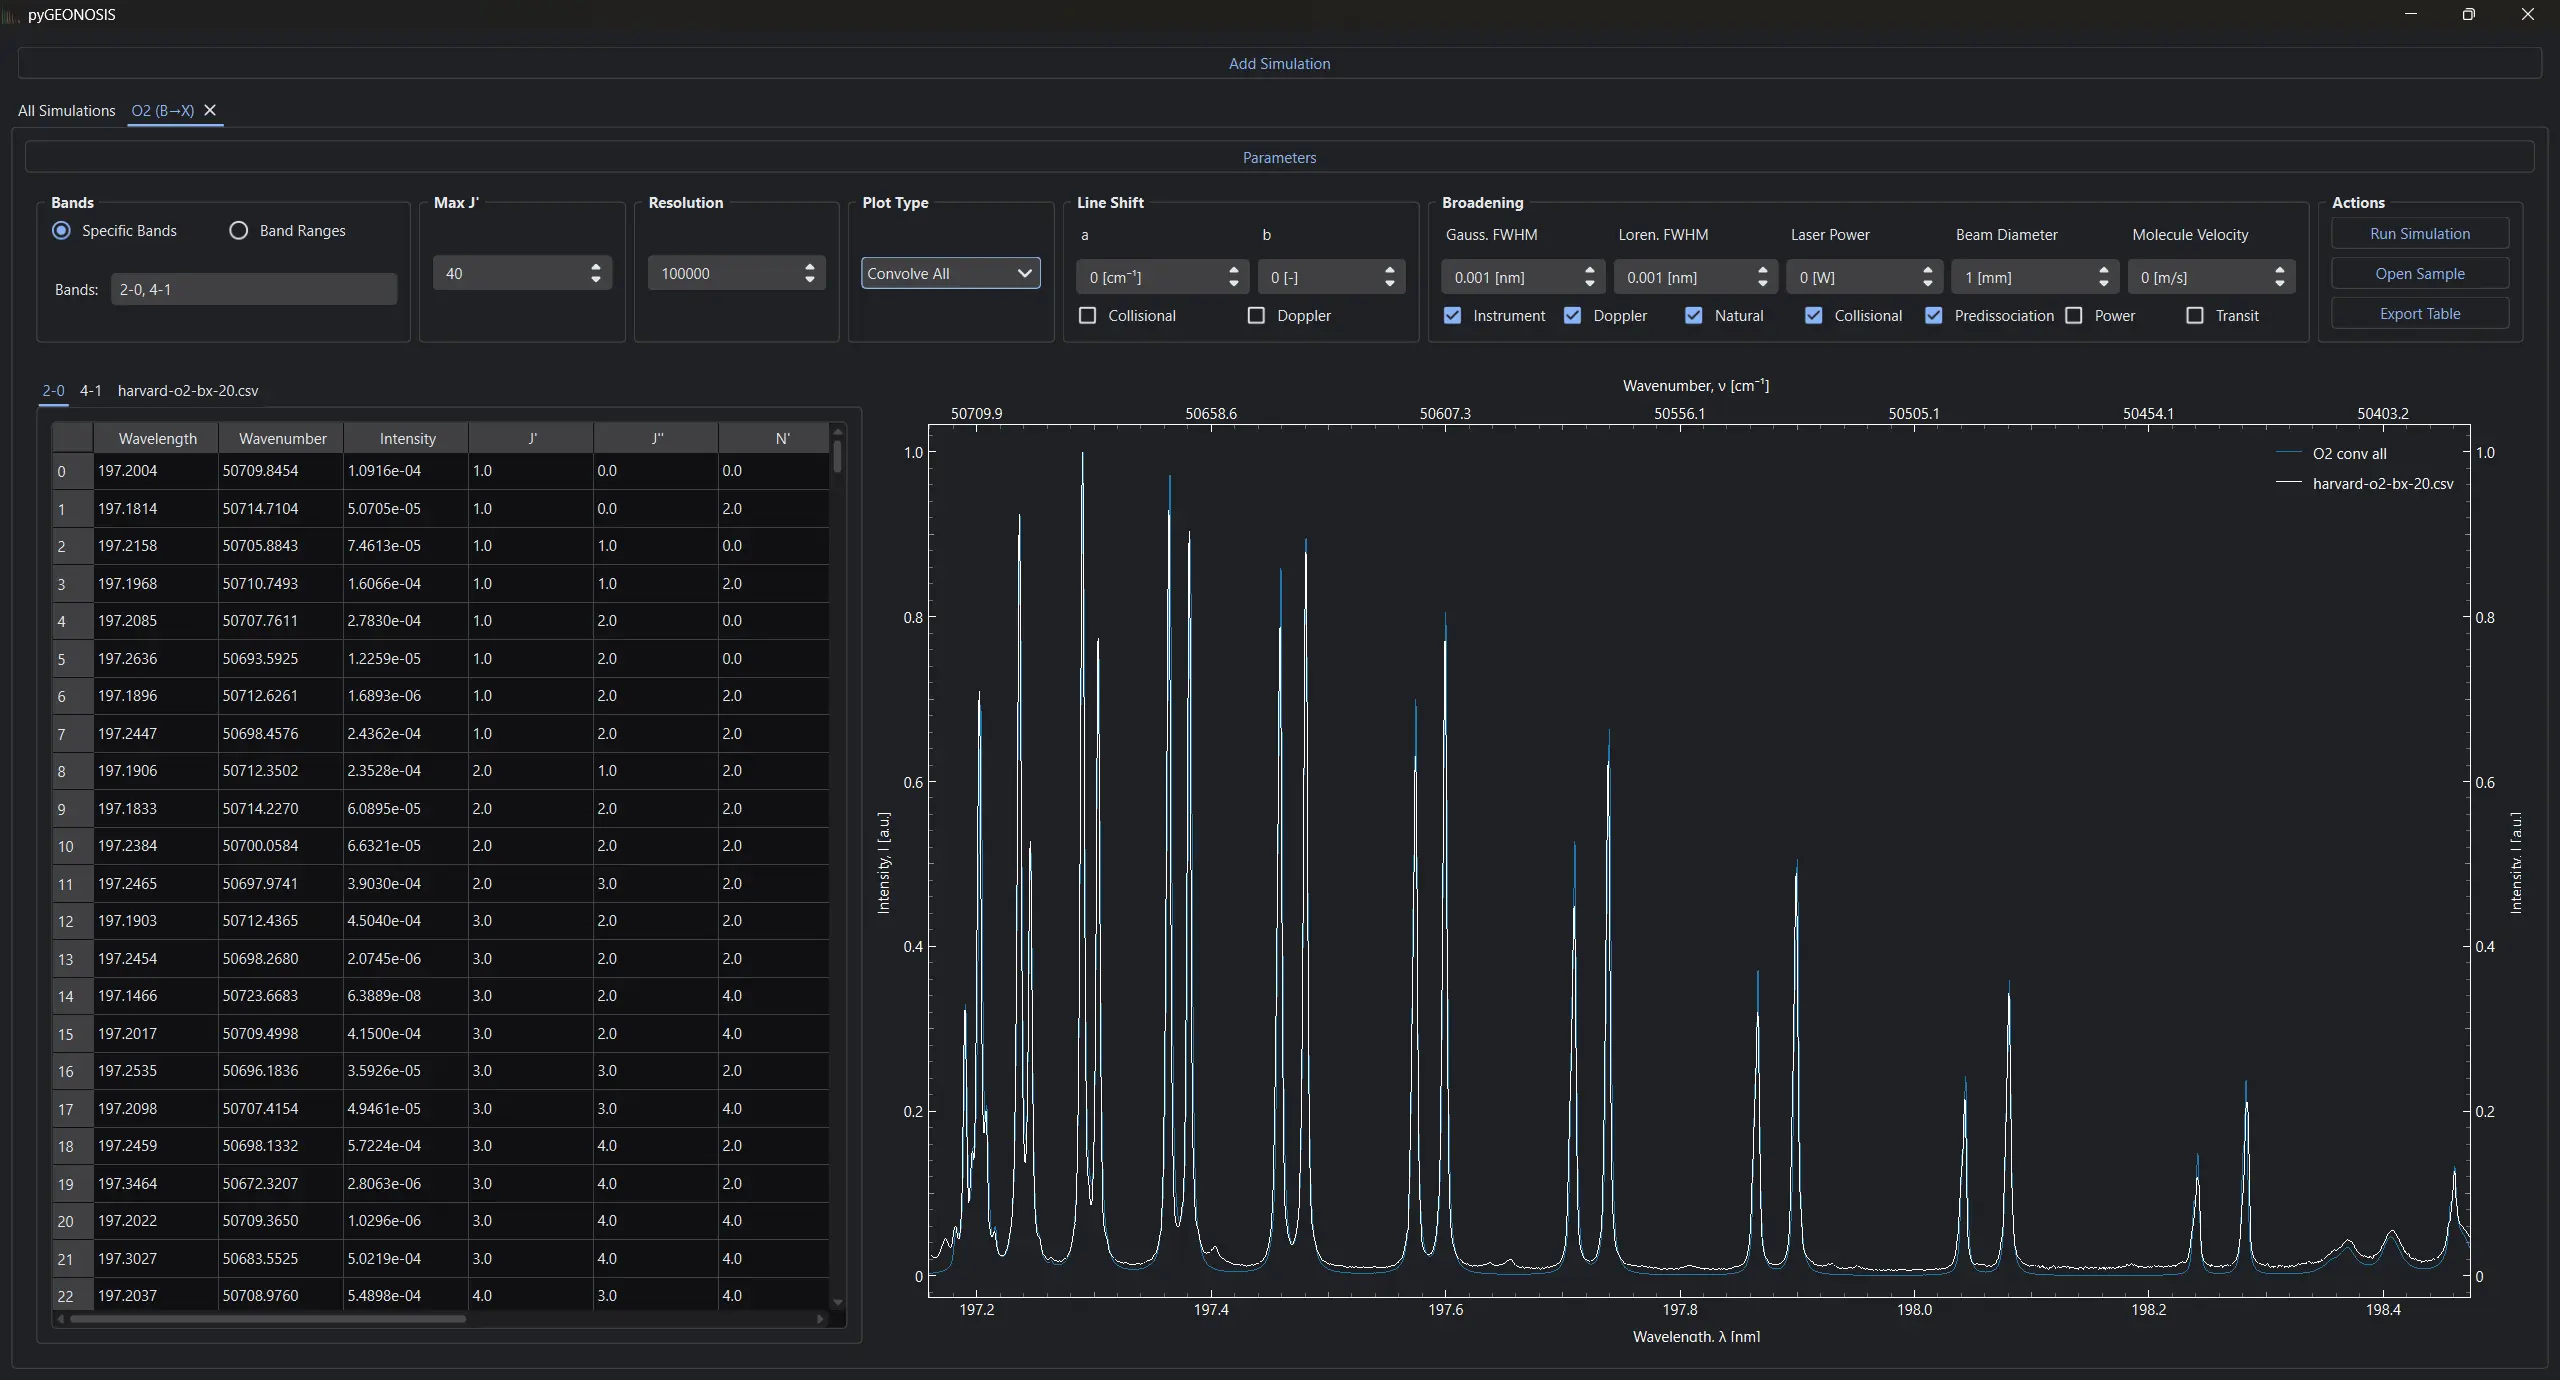 pyGEONOSIS
Add Simulation
All Simulations O2 (B→X)
Parameters
Bands
Specific Bands Band Ranges
Bands: 2-0, 4-1
Max J'
40
Resolution
100000
Plot Type
Convolve All
Line Shift
a b
0 [cm⁻¹] 0 [-]
Collisional Doppler
Broadening
Gauss. FWHM Loren. FWHM Laser Power Beam Diameter Molecule Velocity
0.001 [nm] 0.001 [nm] 0 [W] 1 [mm] 0 [m/s]
Instrument Doppler Natural Collisional Predissociation Power Transit
Actions
Run Simulation
Open Sample
Export Table
2-0 4-1 harvard-o2-bx-20.csv
Wavelength Wavenumber Intensity J' J'' N'
0 197.2004 50709.8454 1.0916e-04 1.0 0.0 0.0
1 197.1814 50714.7104 5.0705e-05 1.0 0.0 2.0
2 197.2158 50705.8843 7.4613e-05 1.0 1.0 0.0
3 197.1968 50710.7493 1.6066e-04 1.0 1.0 2.0
4 197.2085 50707.7611 2.7830e-04 1.0 2.0 0.0
5 197.2636 50693.5925 1.2259e-05 1.0 2.0 0.0
6 197.1896 50712.6261 1.6893e-06 1.0 2.0 2.0
7 197.2447 50698.4576 2.4362e-04 1.0 2.0 2.0
8 197.1906 50712.3502 2.3528e-04 2.0 1.0 2.0
9 197.1833 50714.2270 6.0895e-05 2.0 2.0 2.0
10 197.2384 50700.0584 6.6321e-05 2.0 2.0 2.0
11 197.2465 50697.9741 3.9030e-04 2.0 3.0 2.0
12 197.1903 50712.4365 4.5040e-04 3.0 2.0 2.0
13 197.2454 50698.2680 2.0745e-06 3.0 2.0 2.0
14 197.1466 50723.6683 6.3889e-08 3.0 2.0 4.0
15 197.2017 50709.4998 4.1500e-04 3.0 2.0 4.0
16 197.2535 50696.1836 3.5926e-05 3.0 3.0 2.0
17 197.2098 50707.4154 4.9461e-05 3.0 3.0 4.0
18 197.2459 50698.1332 5.7224e-04 3.0 4.0 2.0
19 197.3464 50672.3207 2.8063e-06 3.0 4.0 2.0
20 197.2022 50709.3650 1.0296e-06 3.0 4.0 4.0
21 197.3027 50683.5525 5.0219e-04 3.0 4.0 4.0
22 197.2037 50708.9760 5.4898e-04 4.0 3.0 4.0
Wavenumber, ν [cm⁻¹]
50709.9 50658.6 50607.3 50556.1 50505.1 50454.1 50403.2
O2 conv all
harvard-o2-bx-20.csv
1.0 1.0
0.8 0.8
0.6 0.6
0.4 0.4
0.2 0.2
0 0
Intensity, I [a.u.]
Intensity, I [a.u.]
197.2 197.4 197.6 197.8 198.0 198.2 198.4
Wavelength, λ [nm]